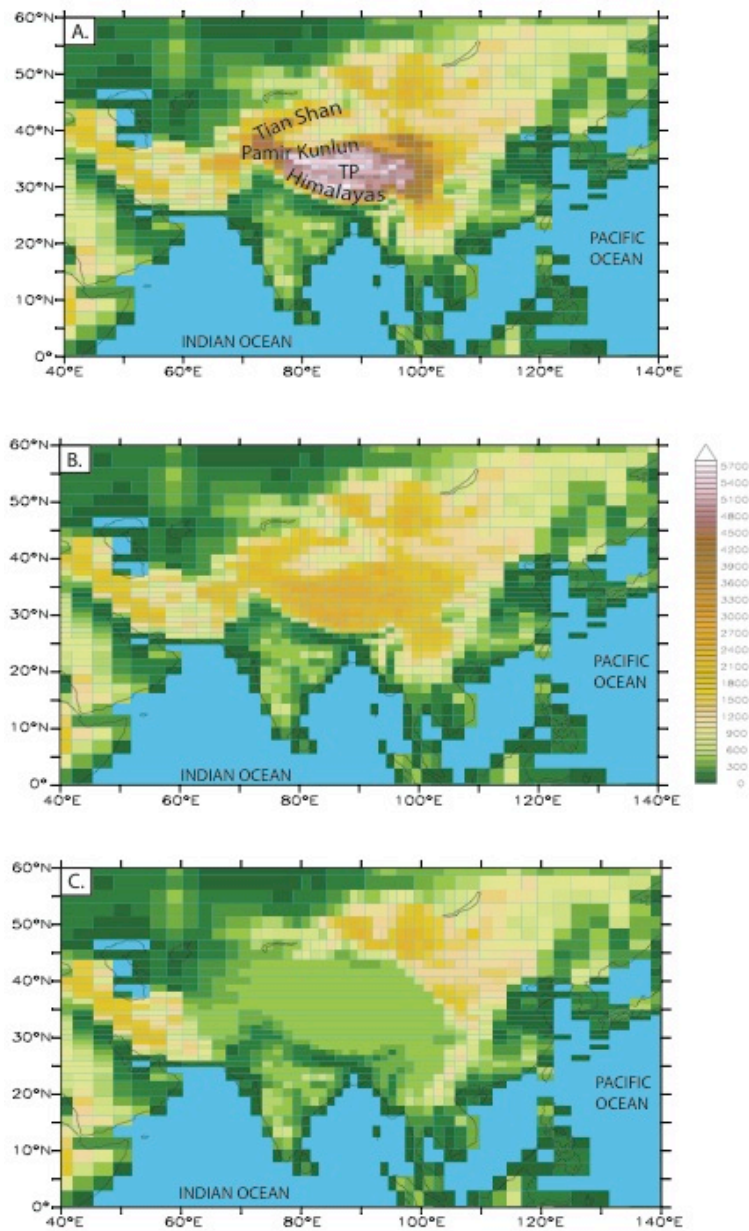 60°N
A.
50°N
40°N
30°N
20°N
10°N
0°
Tian Shan
Pamir Kunlun
TP
Himalayas
PACIFIC
OCEAN
INDIAN OCEAN
40°E 60°E 80°E 100°E 120°E 140°E
60°N
B.
50°N
40°N
30°N
20°N
10°N
0°
PACIFIC
OCEAN
INDIAN OCEAN
40°E 60°E 80°E 100°E 120°E 140°E
5700
5400
5100
4800
4500
4200
3900
3600
3300
3000
2700
2400
2100
1800
1500
1200
900
600
300
0
60°N
C.
50°N
40°N
30°N
20°N
10°N
0°
PACIFIC
OCEAN
INDIAN OCEAN
40°E 60°E 80°E 100°E 120°E 140°E